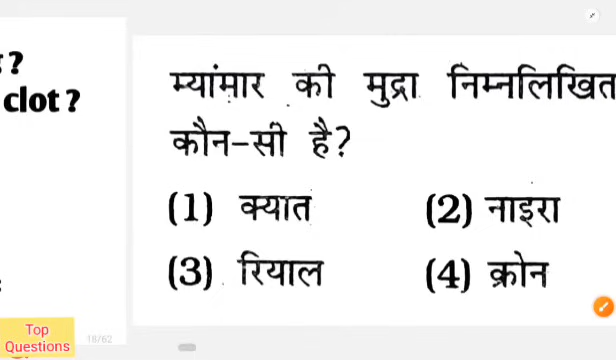 ?
clot ?
म्यांमार की मुद्रा निम्नलिखित
कौन-सी है?
(1) क्यात (2) नाइरा
(3) रियाल (4) क्रोन
Top
Questions
18/62